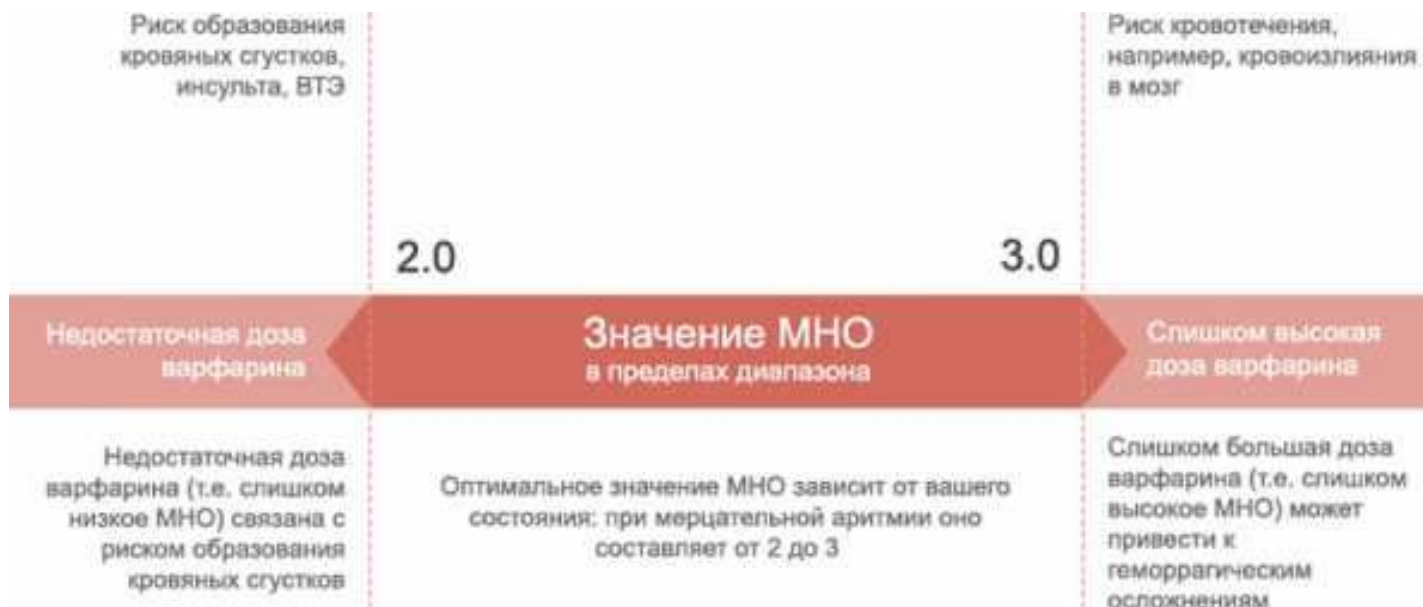 Риск образования
кровяных сгустков,
инсульта, ВТЭ
Риск кровотечения,
например, кровоизлияния
в мозг
2.0
3.0
Недостаточная доза
варфарина
Значение МНО
в пределах диапазона
Слишком высокая
доза варфарина
Недостаточная доза
варфарина (т.е. слишком
низкое МНО) связана с
риском образования
кровяных сгустков
Оптимальное значение МНО зависит от вашего
состояния: при мерцательной аритмии оно
составляет от 2 до 3
Слишком большая доза
варфарина (т.е. слишком
высокое МНО) может
привести к
геморрагическим
осложнениям